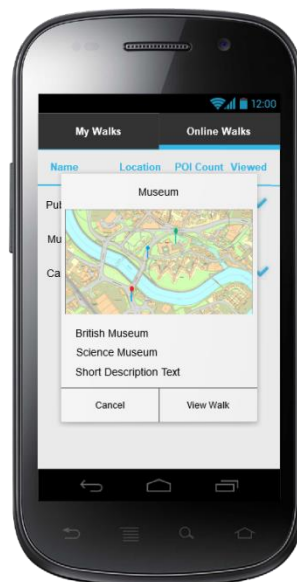 12:00
My Walks Online Walks
Name Location POI Count Viewed
Museum
Pub
Mu
Ca
British Museum
Science Museum
Short Description Text
Cancel View Walk